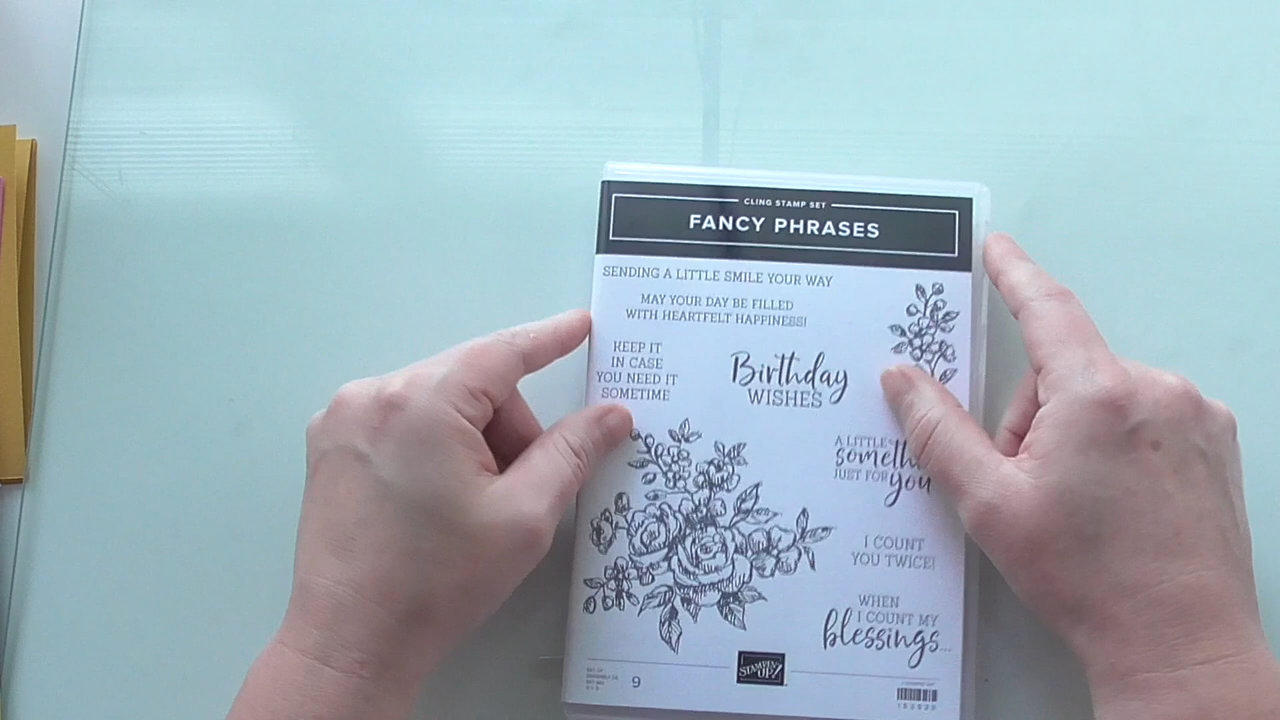 CLING STAMP SET
FANCY PHRASES
SENDING A LITTLE SMILE YOUR WAY
MAY YOUR DAY BE FILLED
WITH HEARTFELT HAPPINESS!
KEEP IT
IN CASE
YOU NEED IT
SOMETIME
Birthday
WISHES
A LITTLE
someth
JUST FOR
you
I COUNT
YOU TWICE!
WHEN
I COUNT MY
blessings...
STAMPIN' UP!
9